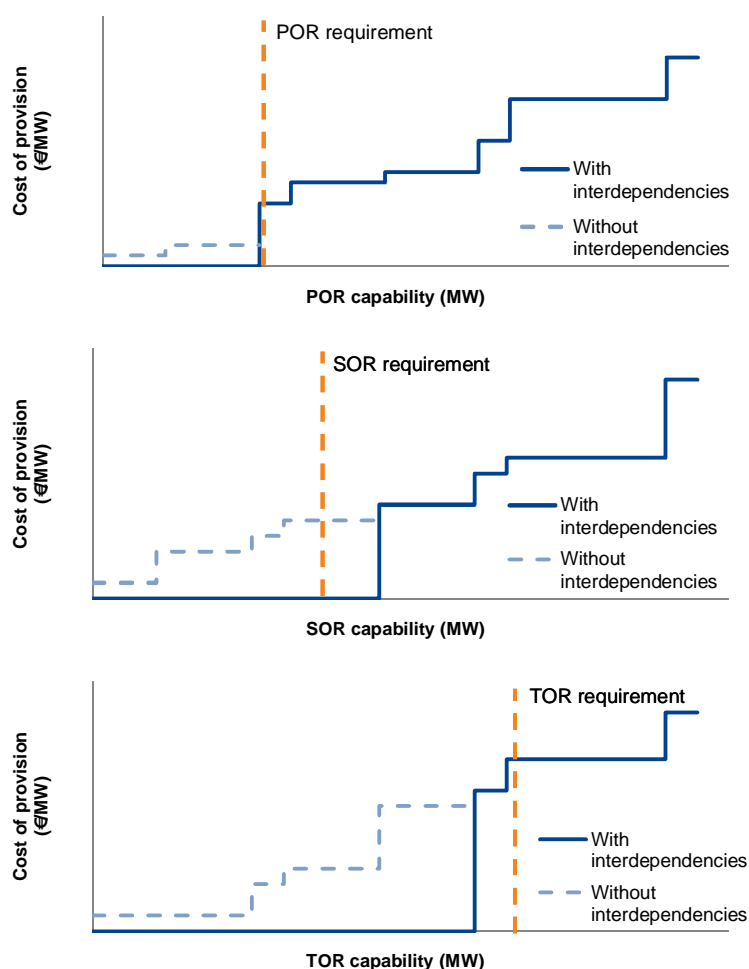 POR requirement
Cost of provision
(€/MW)
With
interdependencies
Without
interdependencies
POR capability (MW)
SOR requirement
Cost of provision
(€/MW)
With
interdependencies
Without
interdependencies
SOR capability (MW)
TOR requirement
Cost of provision
(€/MW)
With
interdependencies
Without
interdependencies
TOR capability (MW)